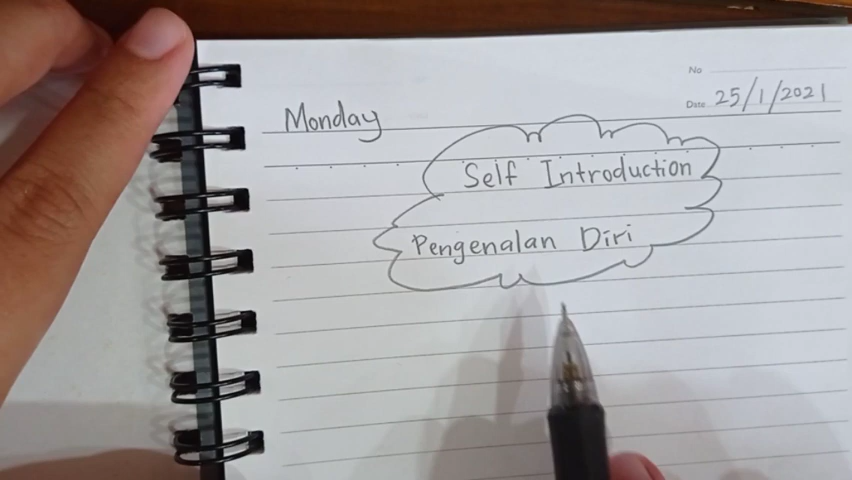 No
Date 25/1/2021
Monday
Self Introduction
Pengenalan Diri